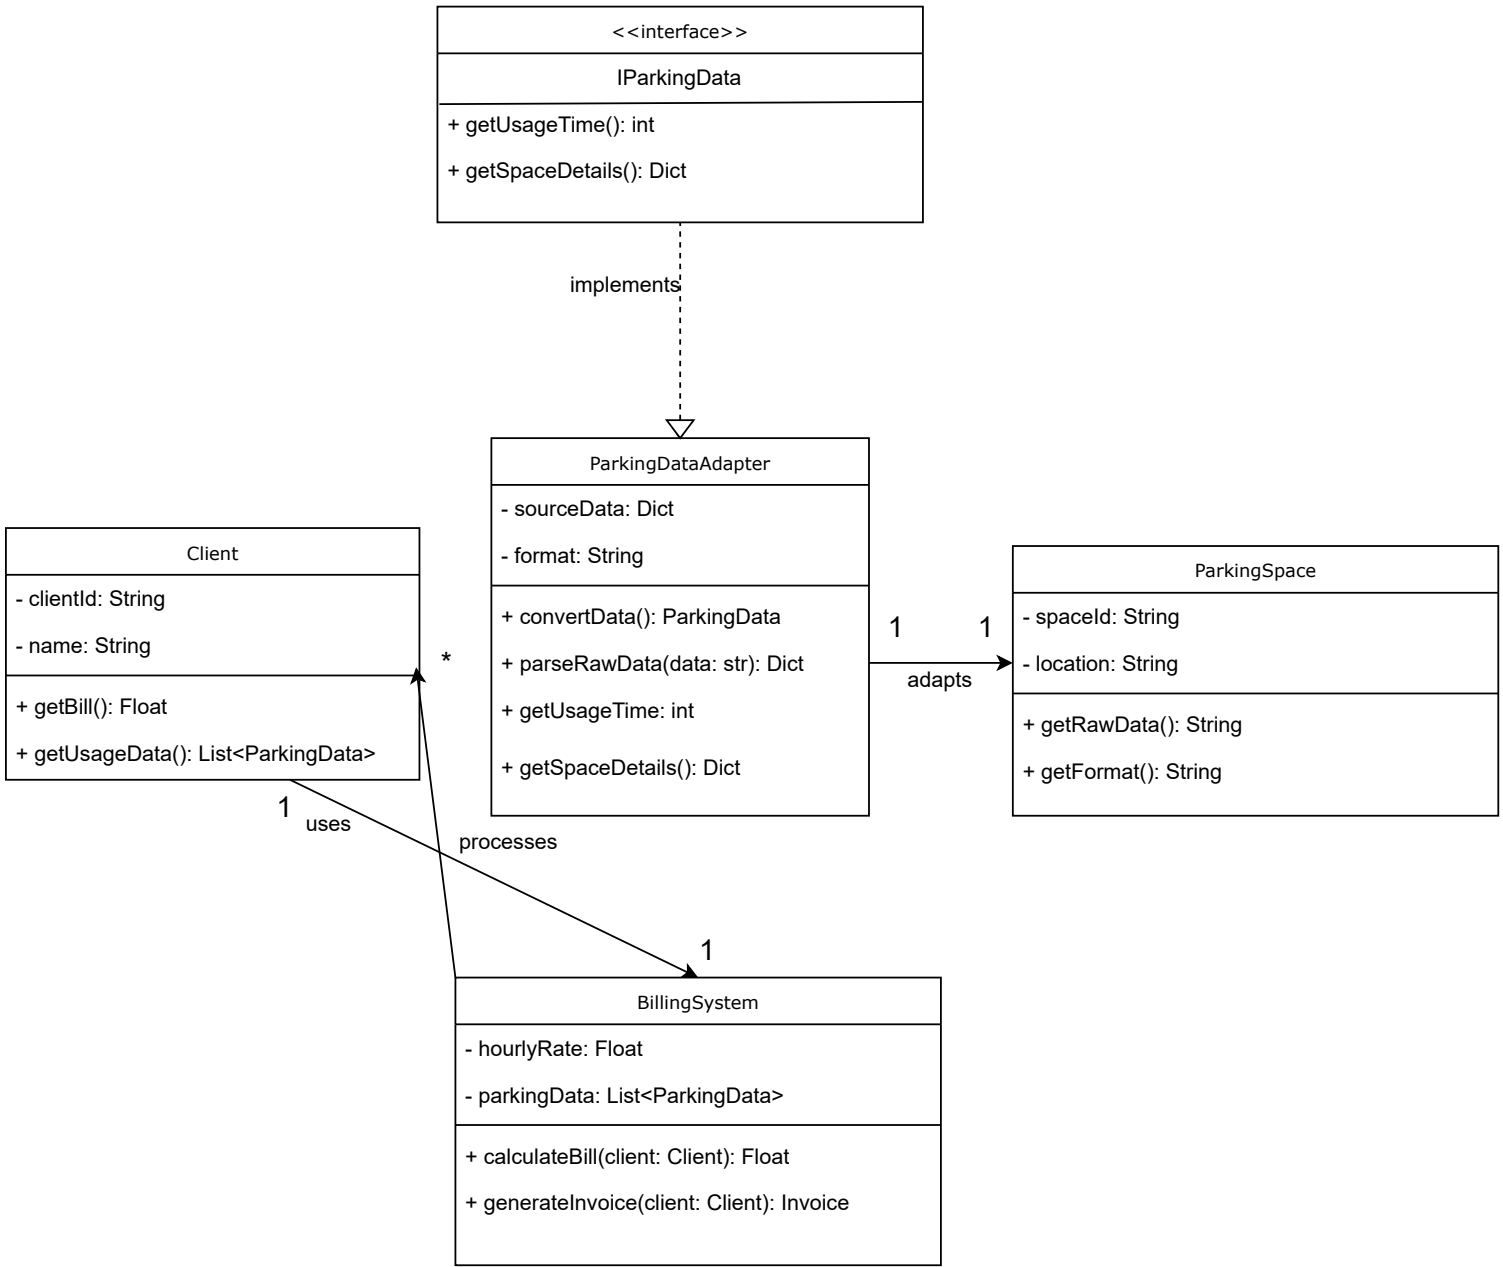 <<interface>>
IParkingData
+ getUsageTime(): int
+ getSpaceDetails(): Dict
implements
ParkingDataAdapter
- sourceData: Dict
- format: String
+ convertData(): ParkingData
+ parseRawData(data: str): Dict
+ getUsageTime: int
+ getSpaceDetails(): Dict
Client
- clientId: String
- name: String
+ getBill(): Float
+ getUsageData(): List<ParkingData>
*
1
1
adapts
ParkingSpace
- spaceId: String
- location: String
+ getRawData(): String
+ getFormat(): String
1
uses
processes
1
BillingSystem
- hourlyRate: Float
- parkingData: List<ParkingData>
+ calculateBill(client: Client): Float
+ generateInvoice(client: Client): Invoice